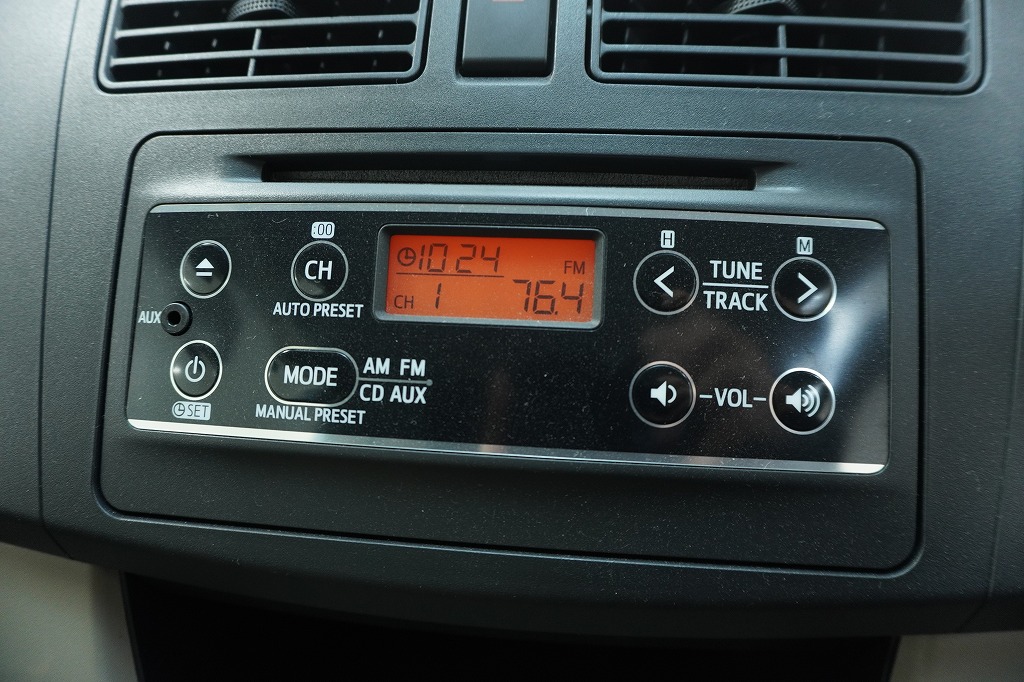 :00
CH
AUTO PRESET
AUX
SET
MODE
AM FM
CD AUX
MANUAL PRESET
10 24
FM
CH 1 76.4
H
M
TUNE
TRACK
-VOL-